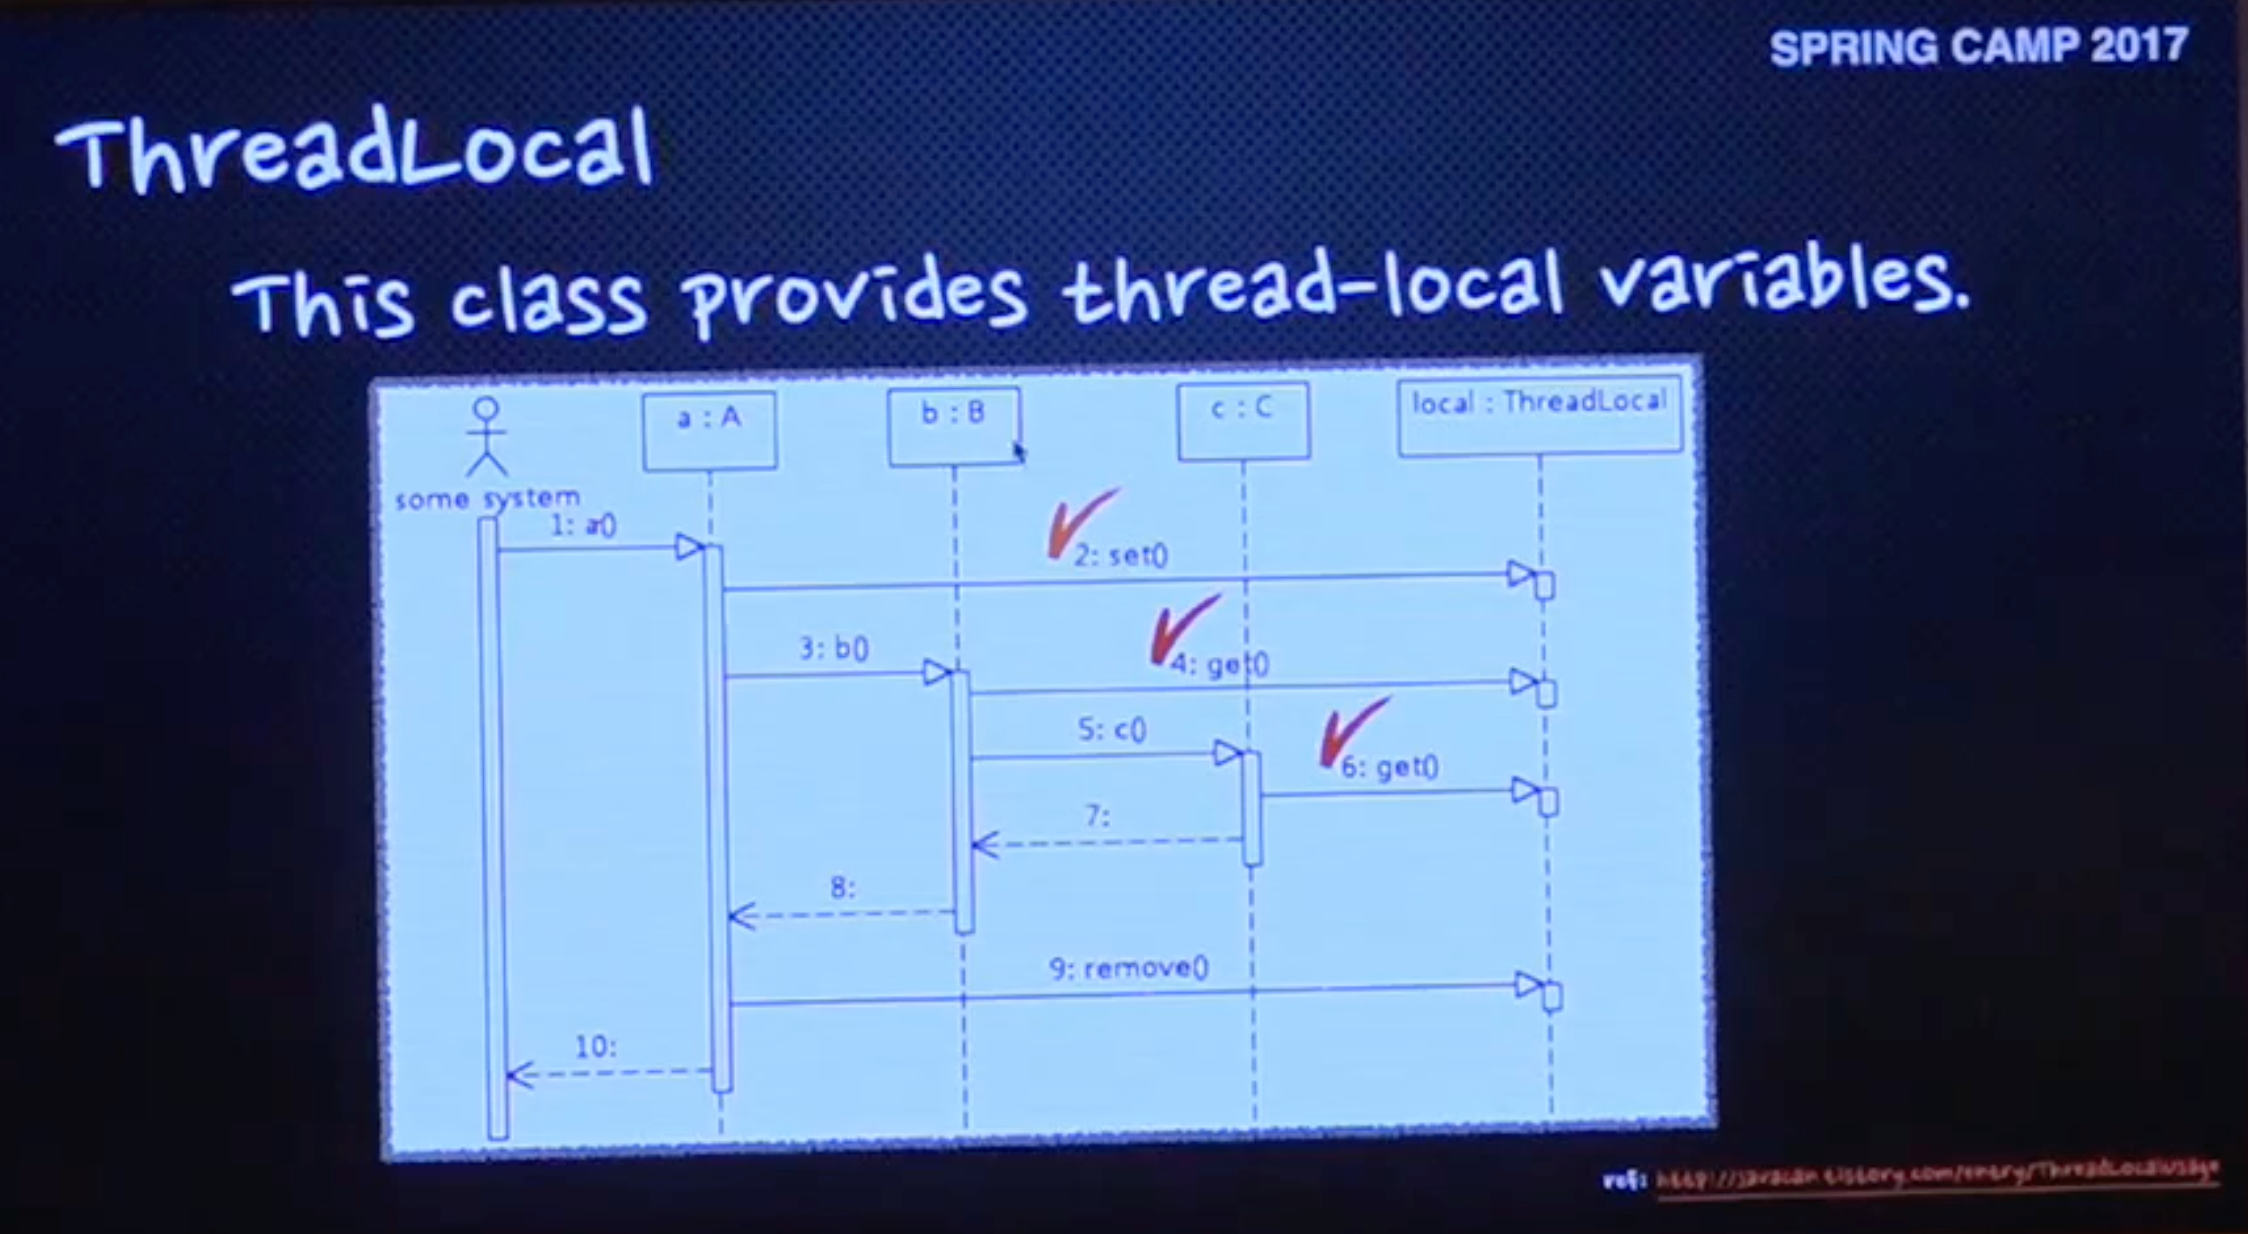 SPRING CAMP 2017
ThreadLocal
This class provides thread-local variables.
a : A
b : B
c : C
local : ThreadLocal
some system
1: a()
2: set()
3: b()
4: get()
5: c()
6: get()
7:
8:
9: remove()
10:
ref: http://javacan.tistory.com/entry/ThreadLocalUsage